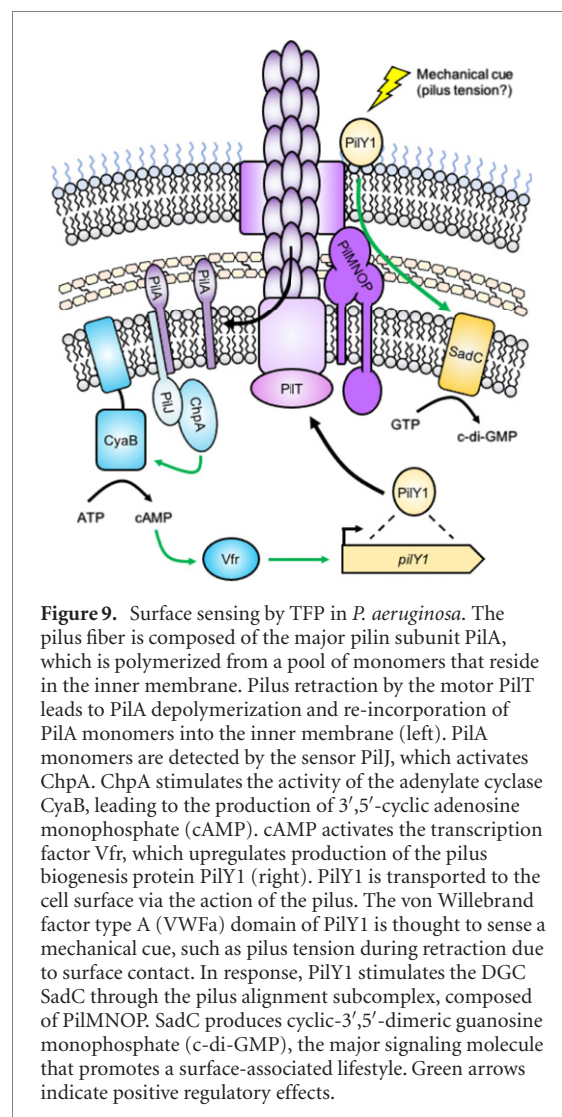 Mechanical cue
(pilus tension?)
PilY1
PilA
PilA
PilMNOP
SadC
PilJ
ChpA
PilT
CyaB
GTP
c-di-GMP
ATP
cAMP
PilY1
Vfr
pilY1
Figure 9. Surface sensing by TFP in P. aeruginosa. The
pilus fiber is composed of the major pilin subunit PilA,
which is polymerized from a pool of monomers that reside
in the inner membrane. Pilus retraction by the motor PilT
leads to PilA depolymerization and re-incorporation of
PilA monomers into the inner membrane (left). PilA
monomers are detected by the sensor PilJ, which activates
ChpA. ChpA stimulates the activity of the adenylate cyclase
CyaB, leading to the production of 3′,5′-cyclic adenosine
monophosphate (cAMP). cAMP activates the transcription
factor Vfr, which upregulates production of the pilus
biogenesis protein PilY1 (right). PilY1 is transported to the
cell surface via the action of the pilus. The von Willebrand
factor type A (VWFa) domain of PilY1 is thought to sense a
mechanical cue, such as pilus tension during retraction due
to surface contact. In response, PilY1 stimulates the DGC
SadC through the pilus alignment subcomplex, composed
of PilMNOP. SadC produces cyclic-3′,5′-dimeric guanosine
monophosphate (c-di-GMP), the major signaling molecule
that promotes a surface-associated lifestyle. Green arrows
indicate positive regulatory effects.